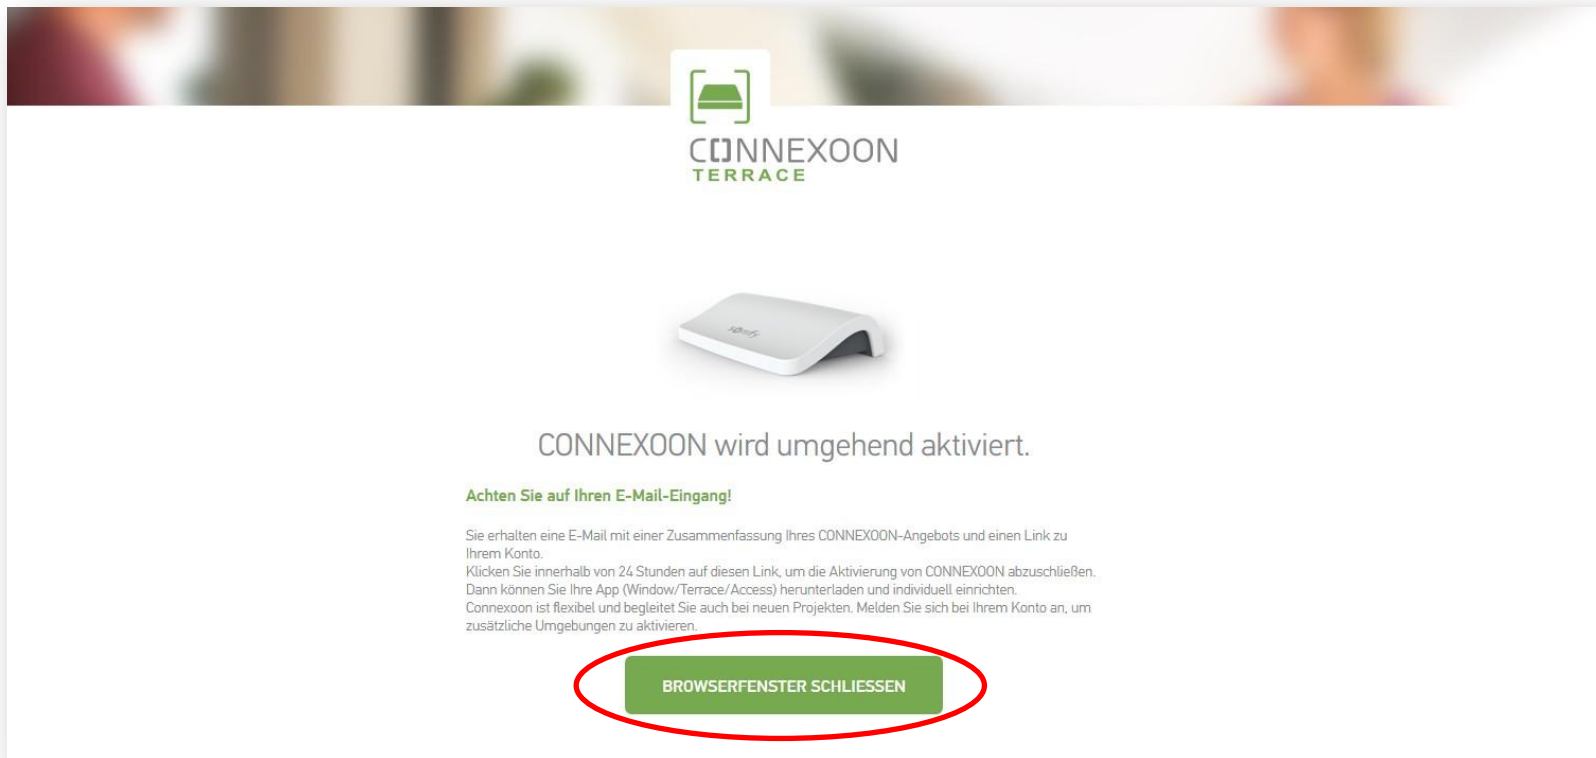 CONNEXOON
TERRACE
somfy
CONNEXOON wird umgehend aktiviert.
Achten Sie auf Ihren E-Mail-Eingang!
Sie erhalten eine E-Mail mit einer Zusammenfassung Ihres CONNEXOON-Angebots und einen Link zu
Ihrem Konto.
Klicken Sie innerhalb von 24 Stunden auf diesen Link, um die Aktivierung von CONNEXOON abzuschließen.
Dann können Sie Ihre App (Window/Terrace/Access) herunterladen und individuell einrichten.
Connexoon ist flexibel und begleitet Sie auch bei neuen Projekten. Melden Sie sich bei Ihrem Konto an, um
zusätzliche Umgebungen zu aktivieren.
BROWSERFENSTER SCHLIESSEN